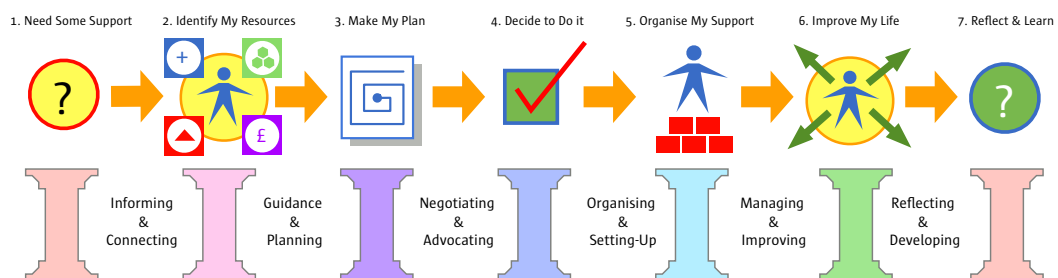 1. Need Some Support
2. Identify My Resources
3. Make My Plan
4. Decide to Do it
5. Organise My Support
6. Improve My Life
7. Reflect & Learn
?
+
£
?
Informing
&
Connecting
Guidance
&
Planning
Negotiating
&
Advocating
Organising
&
Setting-Up
Managing
&
Improving
Reflecting
&
Developing